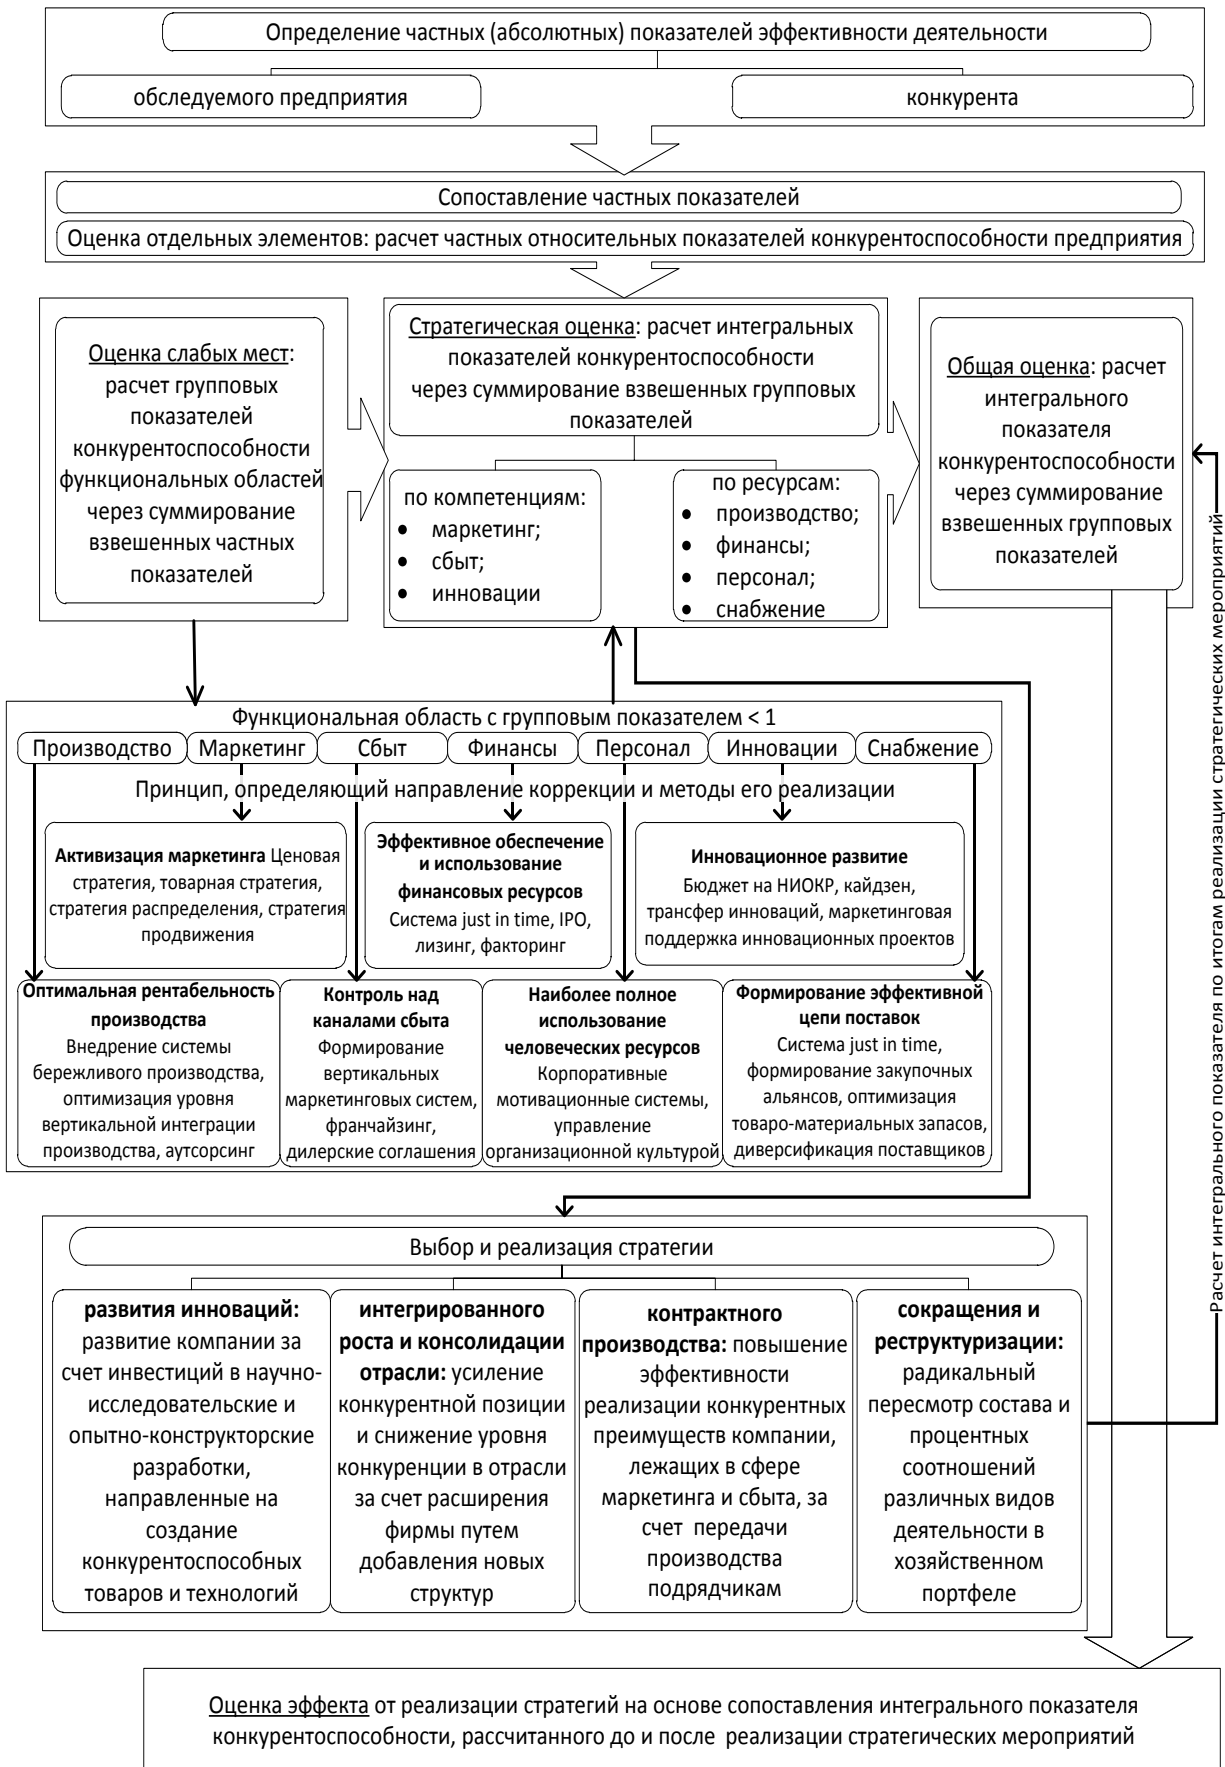 Определение частных (абсолютных) показателей эффективности деятельности
обследуемого предприятия
конкурента
Сопоставление частных показателей
Оценка отдельных элементов: расчет частных относительных показателей конкурентоспособности предприятия
Оценка слабых мест:
расчет групповых
показателей
конкурентоспособности
функциональных областей
через суммирование
взвешенных частных
показателей
Стратегическая оценка: расчет интегральных
показателей конкурентоспособности
через суммирование взвешенных групповых
показателей
по компетенциям:
• маркетинг;
• сбыт;
• инновации
по ресурсам:
• производство;
• финансы;
• персонал;
• снабжение
Общая оценка: расчет
интегрального
показателя
конкурентоспособности
через суммирование
взвешенных групповых
показателей
Расчет интегрального показателя по итогам реализации стратегических мероприятий
Функциональная область с групповым показателем < 1
Производство
Маркетинг
Сбыт
Финансы
Персонал
Инновации
Снабжение
Принцип, определяющий направление коррекции и методы его реализации
Активизация маркетинга Ценовая
стратегия, товарная стратегия,
стратегия распределения, стратегия
продвижения
Эффективное обеспечение
и использование
финансовых ресурсов
Система just in time, IPO,
лизинг, факторинг
Инновационное развитие
Бюджет на НИОКР, кайдзен,
трансфер инноваций, маркетинговая
поддержка инновационных проектов
Оптимальная рентабельность
производства
Внедрение системы
бережливого производства,
оптимизация уровня
вертикальной интеграции
производства, аутсорсинг
Контроль над
каналами сбыта
Формирование
вертикальных
маркетинговых систем,
франчайзинг,
дилерские соглашения
Наиболее полное
использование
человеческих ресурсов
Корпоративные
мотивационные системы,
управление
организационной культурой
Формирование эффективной
цепи поставок
Система just in time,
формирование закупочных
альянсов, оптимизация
товаро-материальных запасов,
диверсификация поставщиков
Выбор и реализация стратегии
развития инноваций:
развитие компании за
счет инвестиций в научно-
исследовательские и
опытно-конструкторские
разработки,
направленные на
создание
конкурентоспособных
товаров и технологий
интегрированного
роста и консолидации
отрасли: усиление
конкурентной позиции
и снижение уровня
конкуренции в отрасли
за счет расширения
фирмы путем
добавления новых
структур
контрактного
производства: повышение
эффективности
реализации конкурентных
преимуществ компании,
лежащих в сфере
маркетинга и сбыта, за
счет передачи
производства
подрядчикам
сокращения и
реструктуризации:
радикальный
пересмотр состава и
процентных
соотношений
различных видов
деятельности в
хозяйственном
портфеле
Оценка эффекта от реализации стратегий на основе сопоставления интегрального показателя
конкурентоспособности, рассчитанного до и после реализации стратегических мероприятий